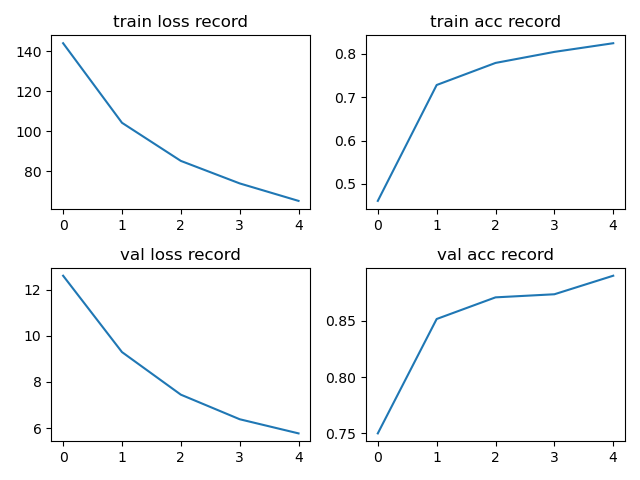 train loss record
140
120
100
80
0 1 2 3 4
train acc record
0.8
0.7
0.6
0.5
0 1 2 3 4
val loss record
12
10
8
6
0 1 2 3 4
val acc record
0.85
0.80
0.75
0 1 2 3 4